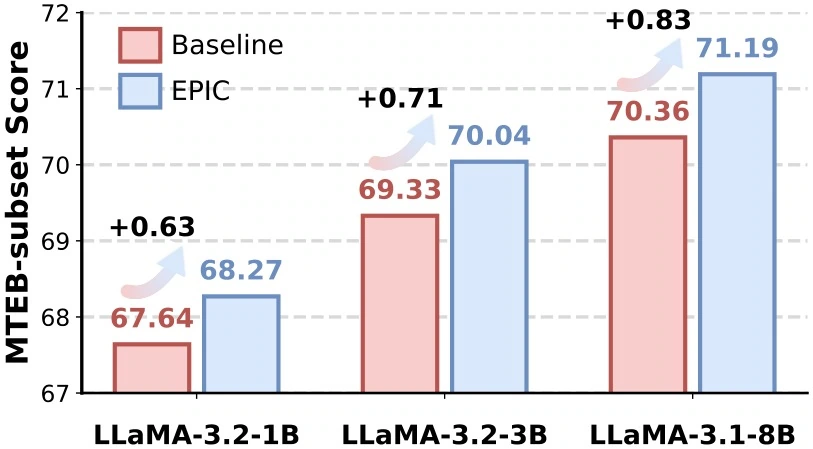 MTEB-subset Score
72
71
70
69
68
67
Baseline
EPIC
+0.63
67.64
68.27
+0.71
69.33
70.04
+0.83
70.36
71.19
LLaMA-3.2-1B
LLaMA-3.2-3B
LLaMA-3.1-8B